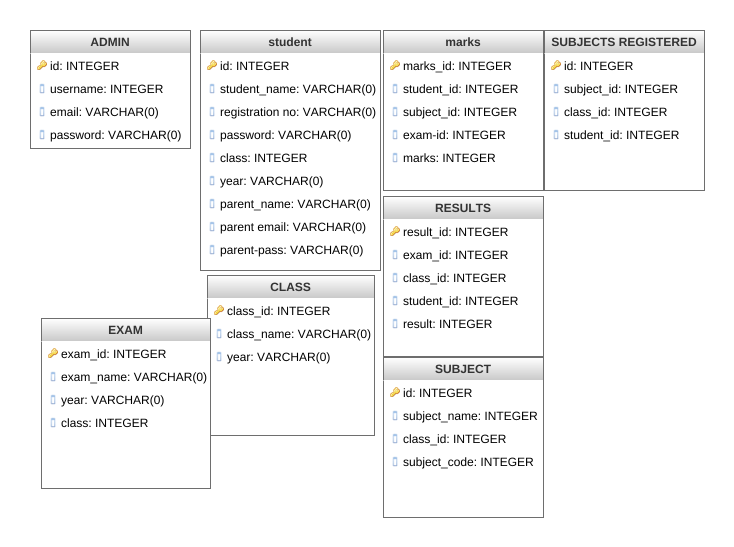 ADMIN
id: INTEGER
username: INTEGER
email: VARCHAR(0)
password: VARCHAR(0)
student
id: INTEGER
student_name: VARCHAR(0)
registration no: VARCHAR(0)
password: VARCHAR(0)
class: INTEGER
year: VARCHAR(0)
parent_name: VARCHAR(0)
parent email: VARCHAR(0)
parent-pass: VARCHAR(0)
marks
marks_id: INTEGER
student_id: INTEGER
subject_id: INTEGER
exam-id: INTEGER
marks: INTEGER
SUBJECTS REGISTERED
id: INTEGER
subject_id: INTEGER
class_id: INTEGER
student_id: INTEGER
RESULTS
result_id: INTEGER
exam_id: INTEGER
class_id: INTEGER
student_id: INTEGER
result: INTEGER
CLASS
class_id: INTEGER
class_name: VARCHAR(0)
year: VARCHAR(0)
EXAM
exam_id: INTEGER
exam_name: VARCHAR(0)
year: VARCHAR(0)
class: INTEGER
SUBJECT
id: INTEGER
subject_name: INTEGER
class_id: INTEGER
subject_code: INTEGER